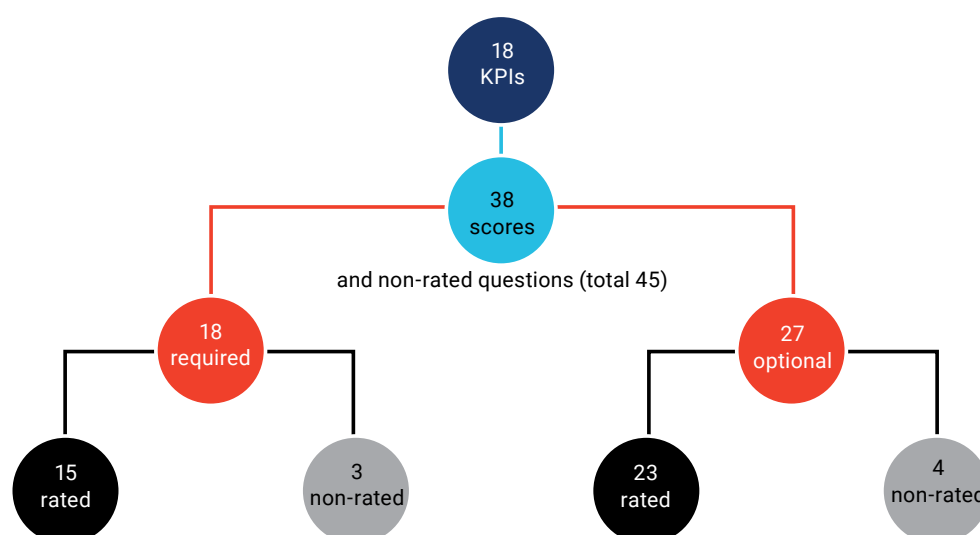 18
KPIs
38
scores
and non-rated questions (total 45)
18
required
27
optional
15
rated
3
non-rated
23
rated
4
non-rated